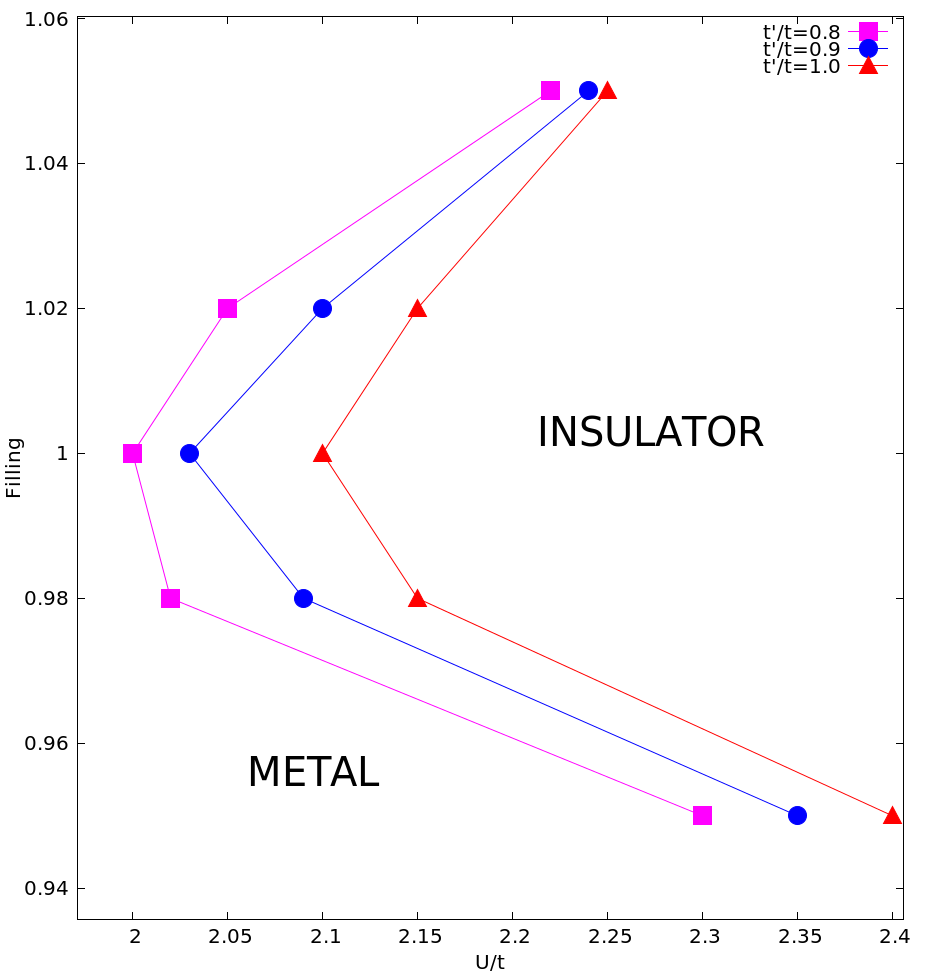 1.06
t'/t=0.8
t'/t=0.9
t'/t=1.0
1.04
1.02
INSULATOR
1
Filling
0.98
0.96
METAL
0.94
2 2.05 2.1 2.15 2.2 2.25 2.3 2.35 2.4
U/t